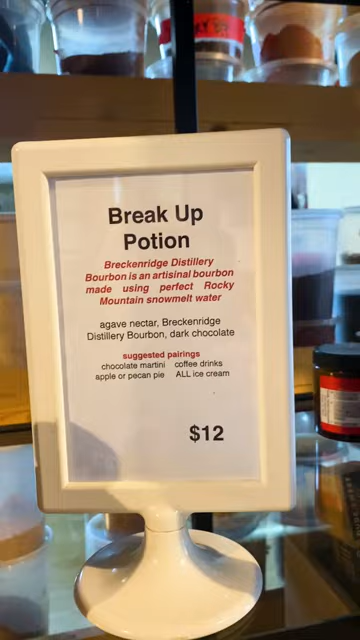 Break Up
Potion
Breckenridge Distillery
Bourbon is an artisinal bourbon
made using perfect Rocky
Mountain snowmelt water
agave nectar, Breckenridge
Distillery Bourbon, dark chocolate
suggested pairings
chocolate martini coffee drinks
apple or pecan pie ALL ice cream
$12